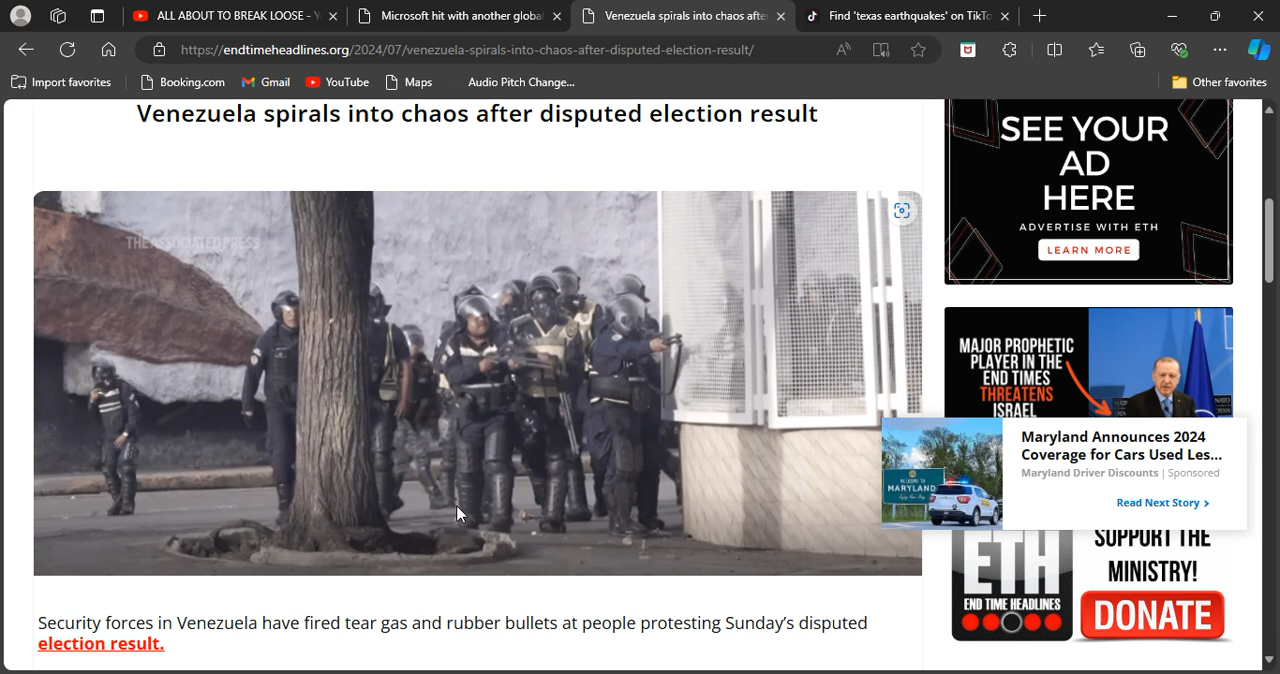 ALL ABOUT TO BREAK LOOSE - Y
Microsoft hit with another globa
Venezuela spirals into chaos afte
Find 'texas earthquakes' on TikTo
https://endtimeheadlines.org/2024/07/venezuela-spirals-into-chaos-after-disputed-election-result/
Import favorites
Booking.com
Gmail
YouTube
Maps
Audio Pitch Change...
Other favorites
Venezuela spirals into chaos after disputed election result
THE ASSOCIATED PRESS
Security forces in Venezuela have fired tear gas and rubber bullets at people protesting Sunday's disputed
election result.
SEE YOUR
AD
HERE
ADVERTISE WITH ETH
LEARN MORE
MAJOR PROPHETIC
PLAYER IN THE
END TIMES
THREATENS
ISRAEL
NATO
OTAN
WELCOME TO
MARYLAND
Maryland Announces 2024
Coverage for Cars Used Les...
Maryland Driver Discounts | Sponsored
Read Next Story >
ETH
END TIME HEADLINES
SUPPORT THE
MINISTRY!
DONATE